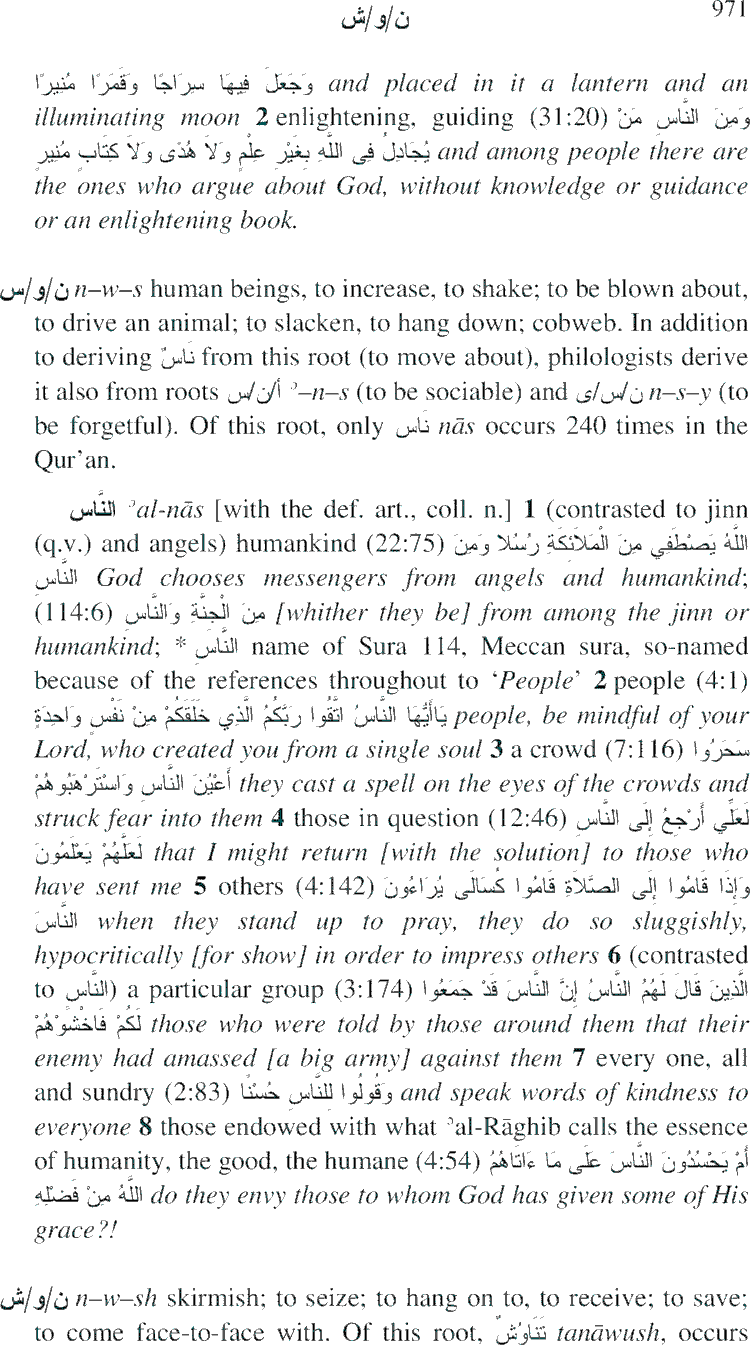 ن/و/ش 971
وَجَعَلَ فِيهَا سِرَاجًا وَقَمَرًا مُنِيرًا and placed in it a lantern and an
illuminating moon 2 enlightening, guiding (31:20) وَمِنَ النَّاسِ مَنْ
يُجَادِلُ فِى اللَّهِ بِغَيْرِ عِلْمٍ وَلاَ هُدًى وَلاَ كِتَابٍ مُنِيرٍ and among people there are
the ones who argue about God, without knowledge or guidance
or an enlightening book.
ن/و/س n–w–s human beings, to increase, to shake; to be blown about,
to drive an animal; to slacken, to hang down; cobweb. In addition
to deriving نَاسٌ from this root (to move about), philologists derive
it also from roots أ/ن/س ʾ–n–s (to be sociable) and ن/س/ى n–s–y (to
be forgetful). Of this root, only نَاس nās occurs 240 times in the
Qur'an.
النَّاس ʾal-nās [with the def. art., coll. n.] 1 (contrasted to jinn
(q.v.) and angels) humankind (22:75) اللَّهُ يَصْطَفِي مِنَ الْمَلاَئِكَةِ رُسُلا وَمِنَ
النَّاسِ God chooses messengers from angels and humankind;
(114:6) مِنَ الْجِنَّةِ وَالنَّاسِ [whither they be] from among the jinn or
humankind; * النَّاسِ name of Sura 114, Meccan sura, so-named
because of the references throughout to ‘People’ 2 people (4:1)
يَاأَيُّهَا النَّاسُ اتَّقُوا رَبَّكُمُ الَّذِي خَلَقَكُمْ مِنْ نَفْسٍ وَاحِدَةٍ people, be mindful of your
Lord, who created you from a single soul 3 a crowd (7:116) سَحَرُوا
أَعْيُنَ النَّاسِ وَاسْتَرْهَبُوهُمْ they cast a spell on the eyes of the crowds and
struck fear into them 4 those in question (12:46) لَعَلِّي أَرْجِعُ إِلَى النَّاسِ
لَعَلَّهُمْ يَعْلَمُونَ that I might return [with the solution] to those who
have sent me 5 others (4:142) وَإِذَا قَامُوا إِلَى الصَّلاَةِ قَامُوا كُسَالَى يُرَاءُونَ
النَّاسَ when they stand up to pray, they do so sluggishly,
hypocritically [for show] in order to impress others 6 (contrasted
to النَّاسِ) a particular group (3:174) الَّذِينَ قَالَ لَهُمُ النَّاسُ إِنَّ النَّاسَ قَدْ جَمَعُوا
لَكُمْ فَاخْشَوْهُمْ those who were told by those around them that their
enemy had amassed [a big army] against them 7 every one, all
and sundry (2:83) وَقُولُوا لِلنَّاسِ حُسْنًا and speak words of kindness to
everyone 8 those endowed with what ʾal-Rāghib calls the essence
of humanity, the good, the humane (4:54) أَمْ يَحْسُدُونَ النَّاسَ عَلَى مَا ءَاتَاهُمُ
اللَّهُ مِنْ فَضْلِهِ do they envy those to whom God has given some of His
grace?!
ن/و/ش n–w–sh skirmish; to seize; to hang on to, to receive; to save;
to come face-to-face with. Of this root, تَنَاوُشٌ tanāwush, occurs